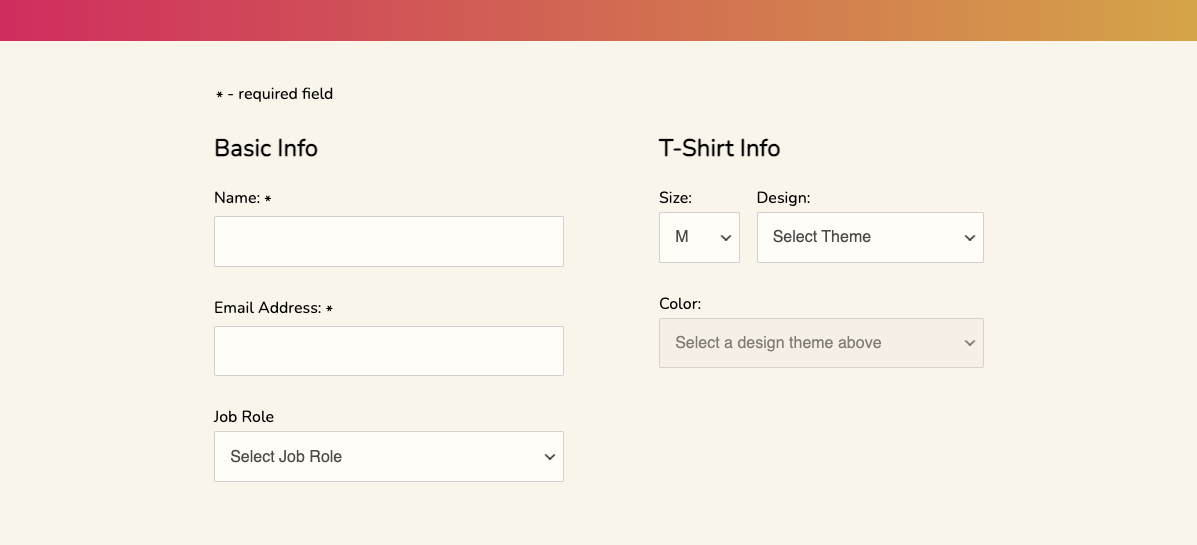 * - required field
Basic Info
Name: *
Email Address: *
Job Role
Select Job Role
T-Shirt Info
Size:
Design:
M
Select Theme
Color:
Select a design theme above